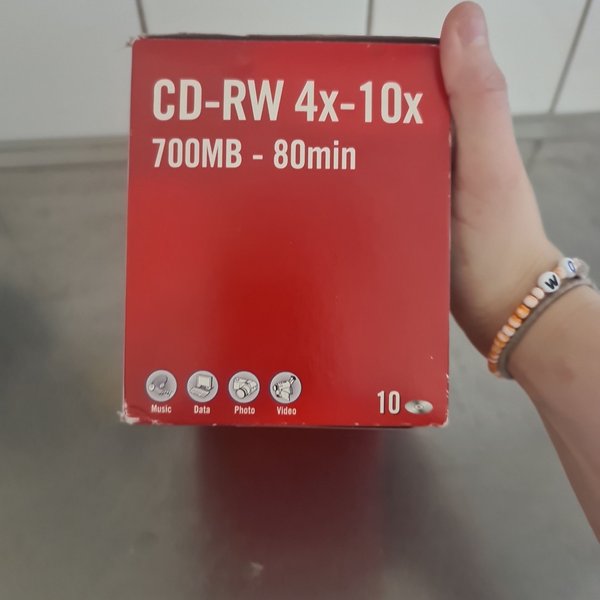 CD-RW 4x-10x
700MB - 80min
Music Data Photo Video
10
W